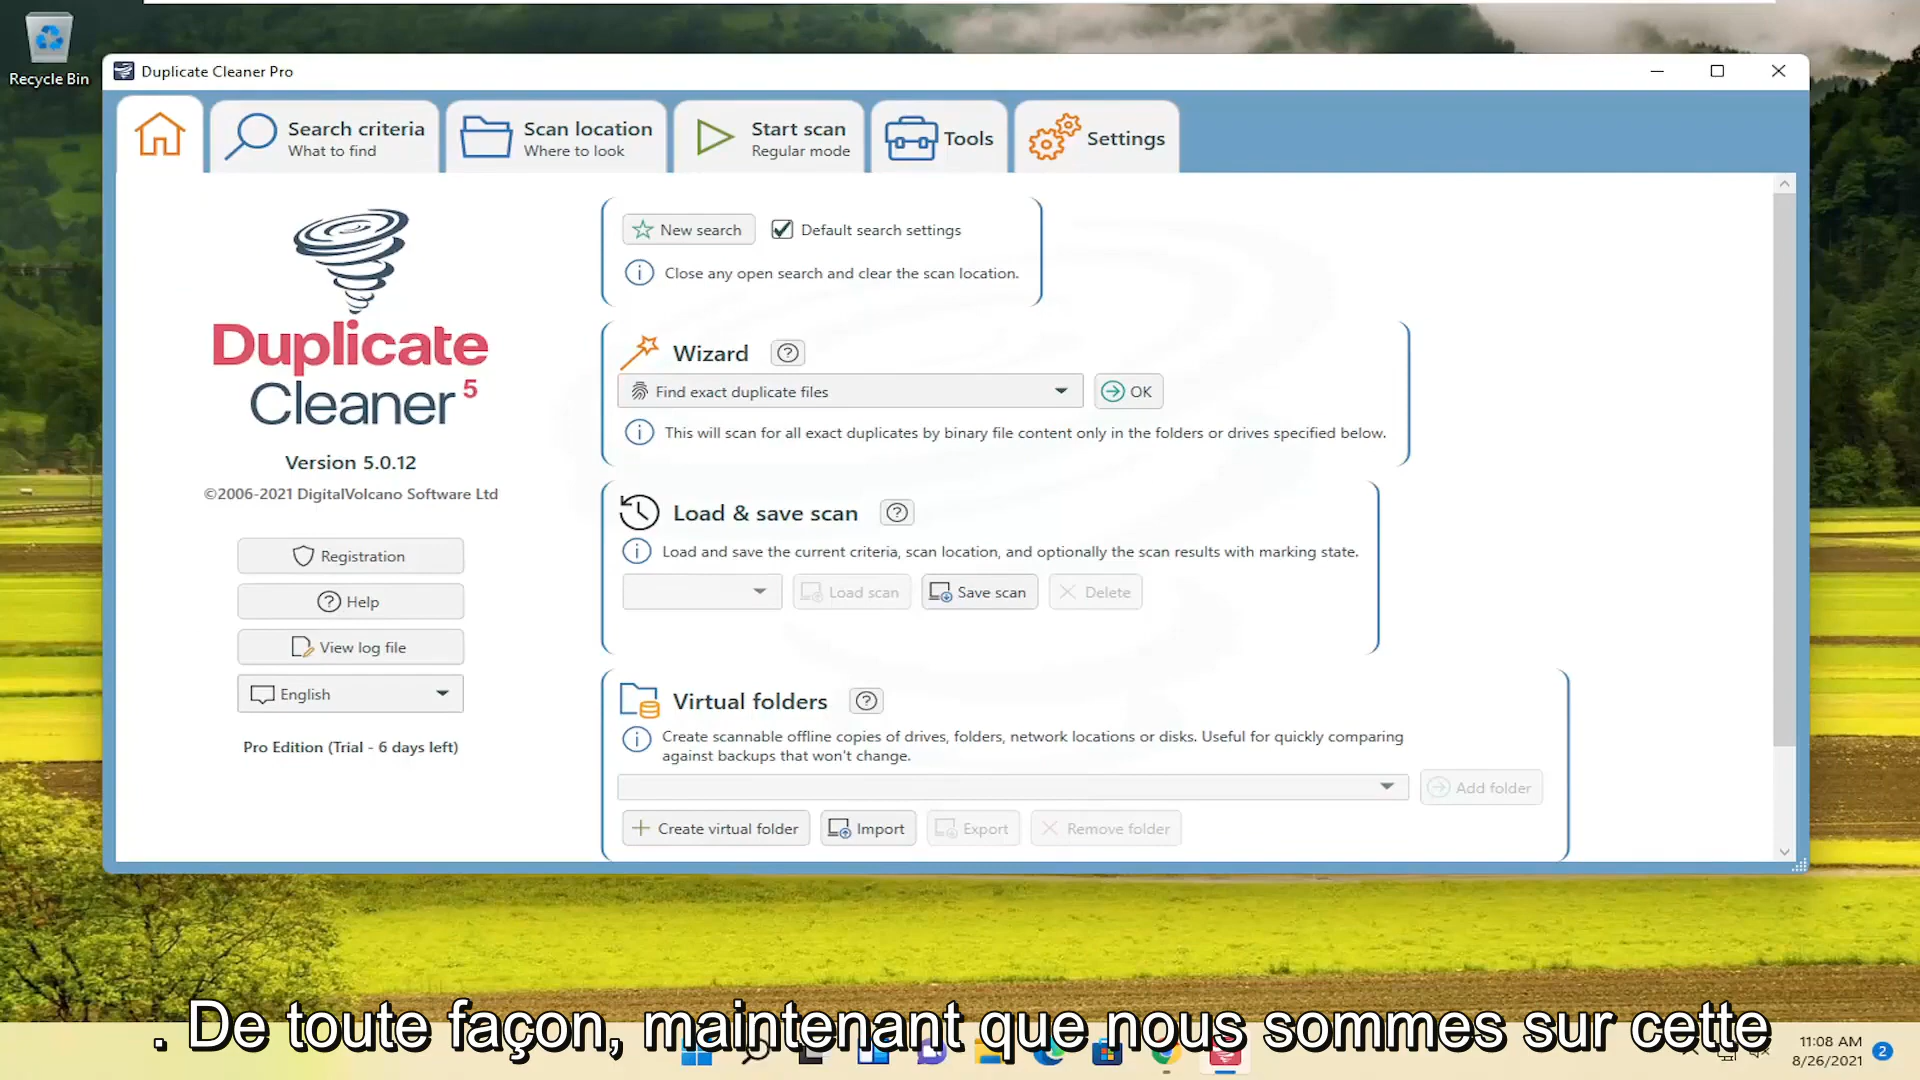 Recycle Bin
Duplicate Cleaner Pro
Search criteria
What to find
Scan location
Where to look
Start scan
Regular mode
Tools
Settings
Duplicate
Cleaner 5
Version 5.0.12
©2006-2021 DigitalVolcano Software Ltd
Registration
Help
View log file
English
Pro Edition (Trial - 6 days left)
New search
Default search settings
Close any open search and clear the scan location.
Wizard
Find exact duplicate files
OK
This will scan for all exact duplicates by binary file content only in the folders or drives specified below.
Load & save scan
Load and save the current criteria, scan location, and optionally the scan results with marking state.
Load scan
Save scan
Delete
Virtual folders
Create scannable offline copies of drives, folders, network locations or disks. Useful for quickly comparing
against backups that won't change.
Add folder
Create virtual folder
Import
Export
Remove folder
. De toute façon, maintenant que nous sommes sur cette
11:08 AM
8/26/2021
2